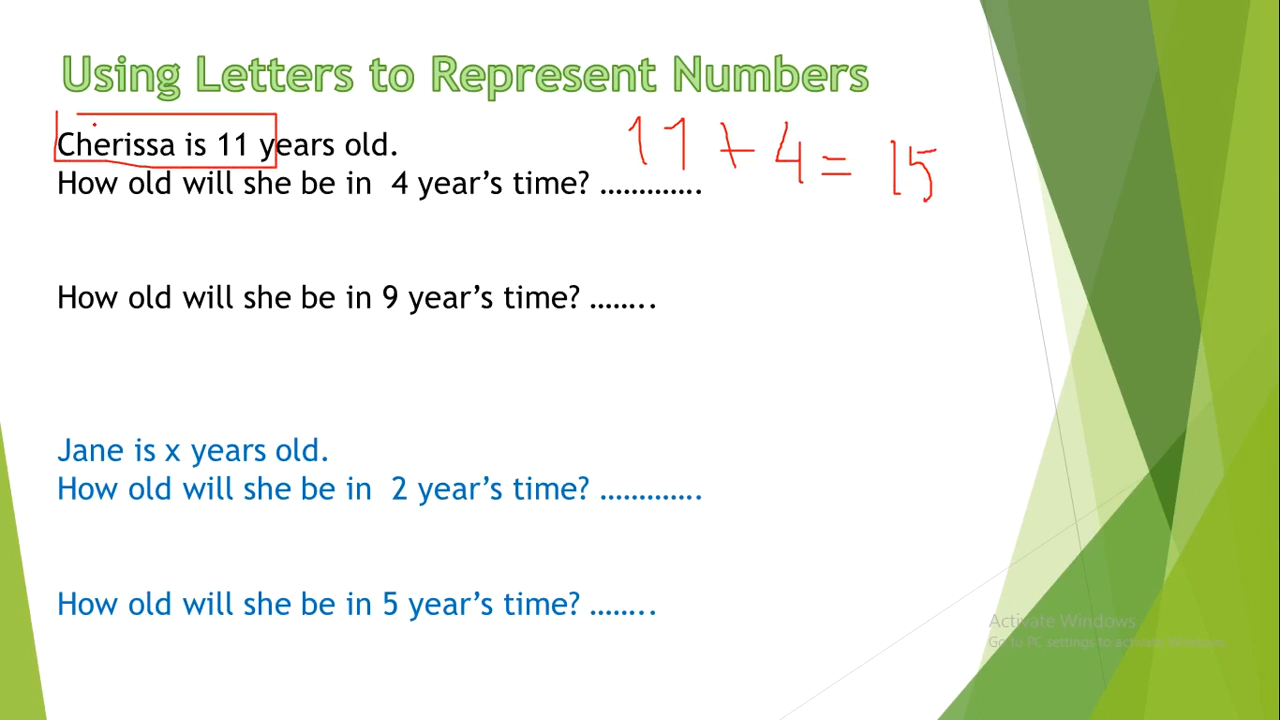 Using Letters to Represent Numbers
Cherissa is 11 years old.
11 + 4 = 15
How old will she be in  4 year’s time? ………….
How old will she be in 9 year’s time? ……..
Jane is x years old.
How old will she be in  2 year’s time? ………….
How old will she be in 5 year’s time? ……..
Activate Windows
Go to PC settings to activate Windows.